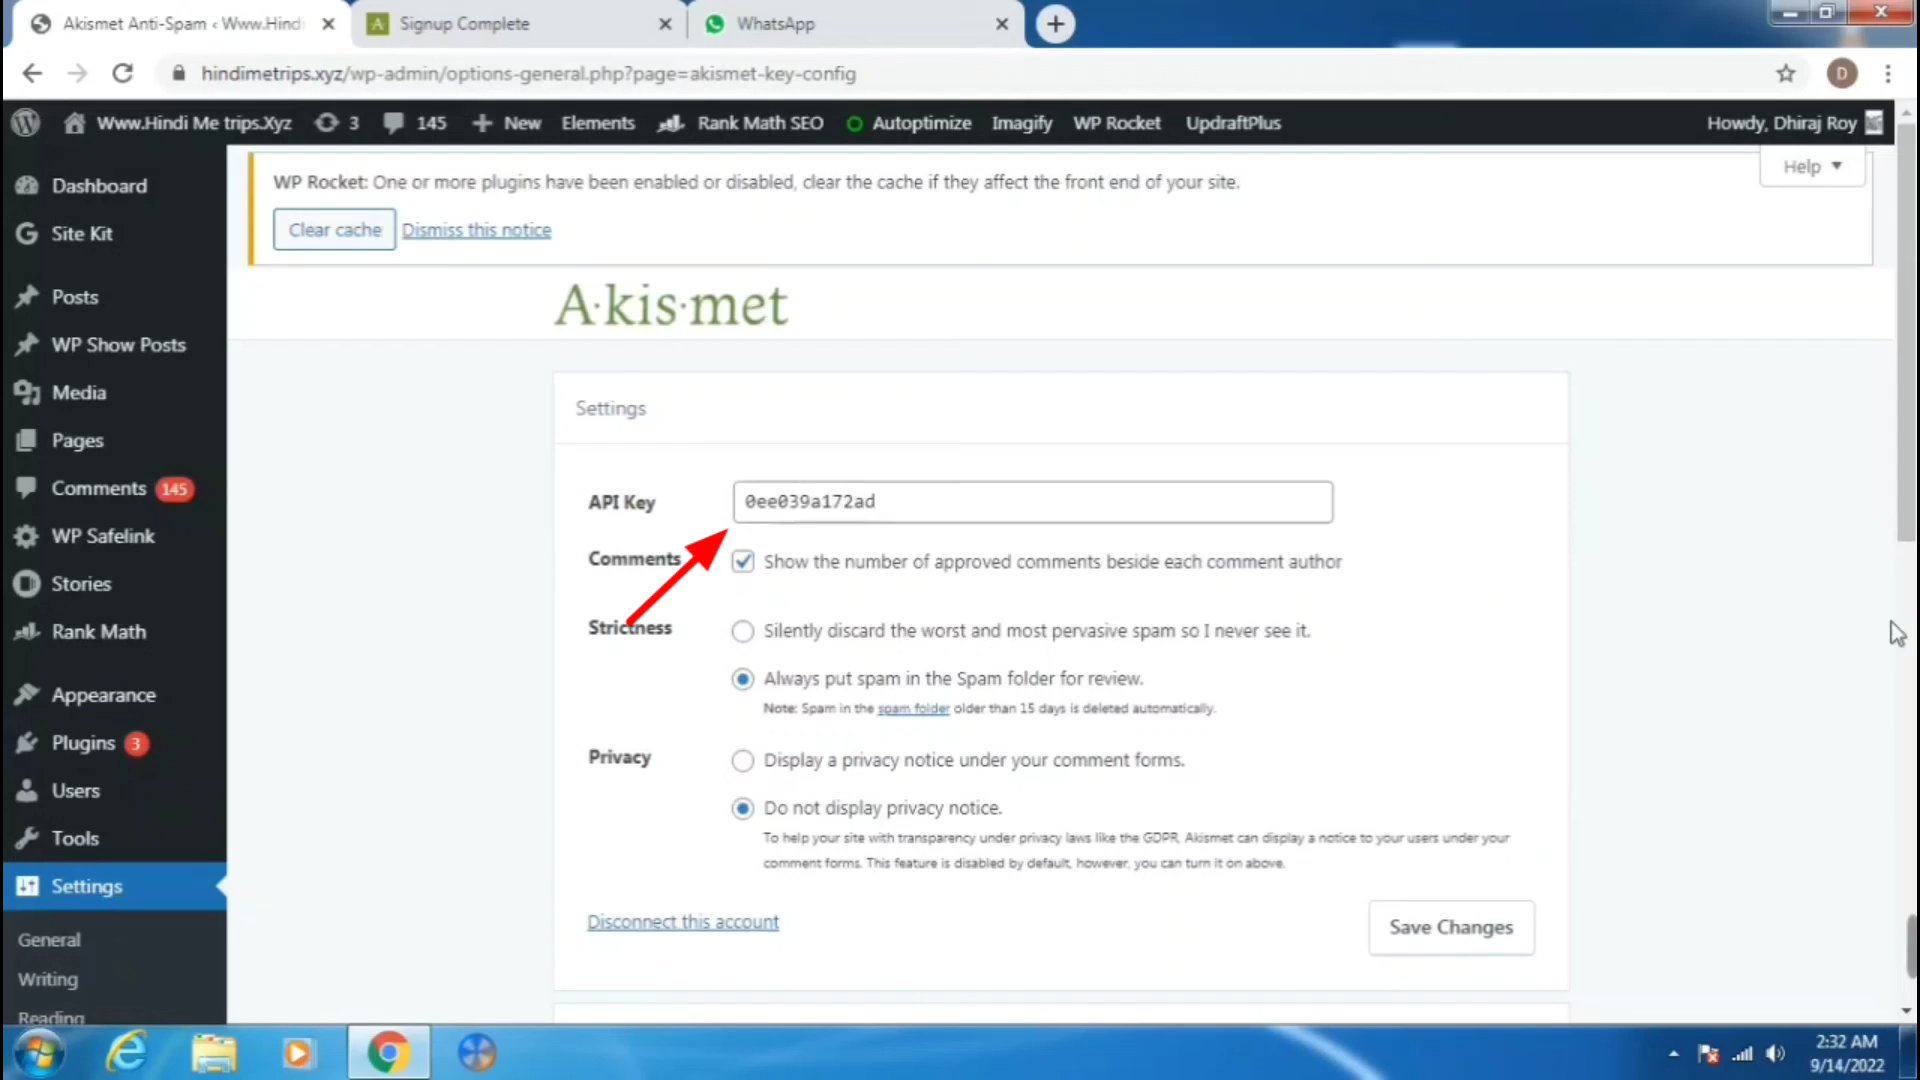 Akismet Anti-Spam ‹ Www.Hindi
Signup Complete
WhatsApp
hindimetrips.xyz/wp-admin/options-general.php?page=akismet-key-config
D
Www.Hindi Me trips.Xyz 3 145 New Elements Rank Math SEO Autoptimize Imagify WP Rocket UpdraftPlus Howdy, Dhiraj Roy
Help
WP Rocket: One or more plugins have been enabled or disabled, clear the cache if they affect the front end of your site.
Clear cache Dismiss this notice
Dashboard
Site Kit
Posts
WP Show Posts
Media
Pages
Comments 145
WP Safelink
Stories
Rank Math
Appearance
Plugins 3
Users
Tools
Settings
General
Writing
Reading
A·kis·met
Settings
API Key 0ee039a172ad
Comments Show the number of approved comments beside each comment author
Strictness Silently discard the worst and most pervasive spam so I never see it.
Always put spam in the Spam folder for review.
Note: Spam in the spam folder older than 15 days is deleted automatically.
Privacy Display a privacy notice under your comment forms.
Do not display privacy notice.
To help your site with transparency under privacy laws like the GDPR, Akismet can display a notice to your users under your
comment forms. This feature is disabled by default, however, you can turn it on above.
Disconnect this account Save Changes
2:32 AM
9/14/2022